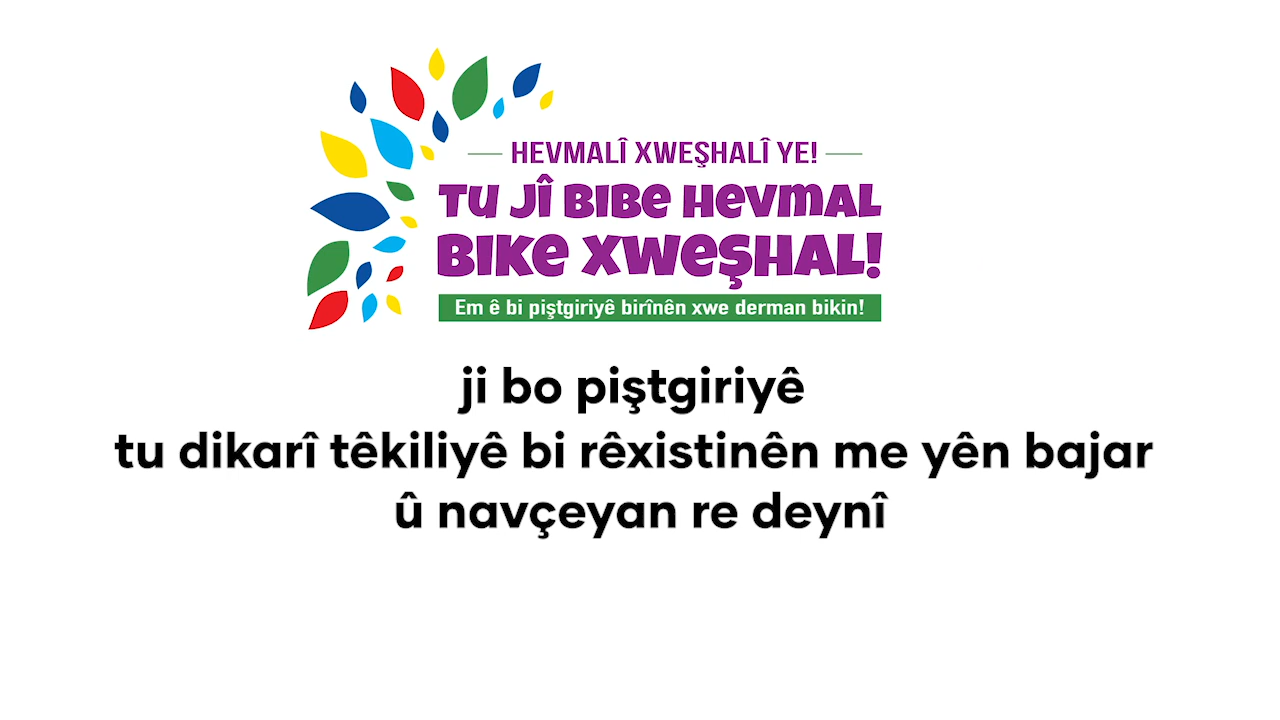 HEVMALÎ XWEŞHALÎ YE!
TU JÎ BIBE HEVMAL
BIKE XWEŞHAL!
Em ê bi piştgiriyê birînên xwe derman bikin!
ji bo piştgiriyê
tu dikarî têkiliyê bi rêxistinên me yên bajar
û navçeyan re deynî